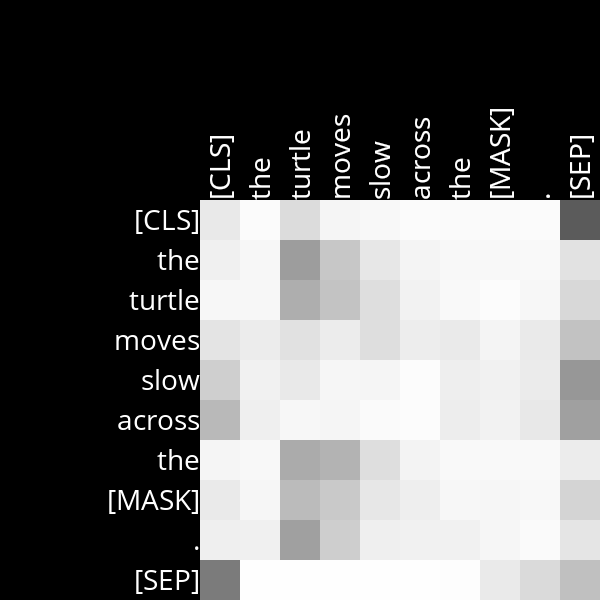 [CLS]
the
turtle
moves
slow
across
the
[MASK]
.
[SEP]
[CLS]
the
turtle
moves
slow
across
the
[MASK]
.
[SEP]